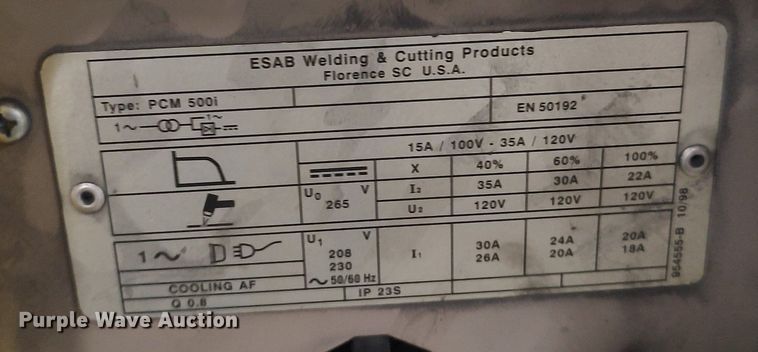 ESAB Welding & Cutting Products
Florence SC U.S.A.
Type: PCM 500i
EN 50192
1~
1~
15A / 100V - 35A / 120V
X 40% 60% 100%
U₀ V I₂ 35A 30A 22A
265 U₂ 120V 120V 120V
1~ U₁ V I₁ 30A 24A 20A
208 26A 20A 18A
230
~50/60 Hz
COOLING AF
IP 23S
Q 0.8
954555-B 10/98
Purple Wave Auction